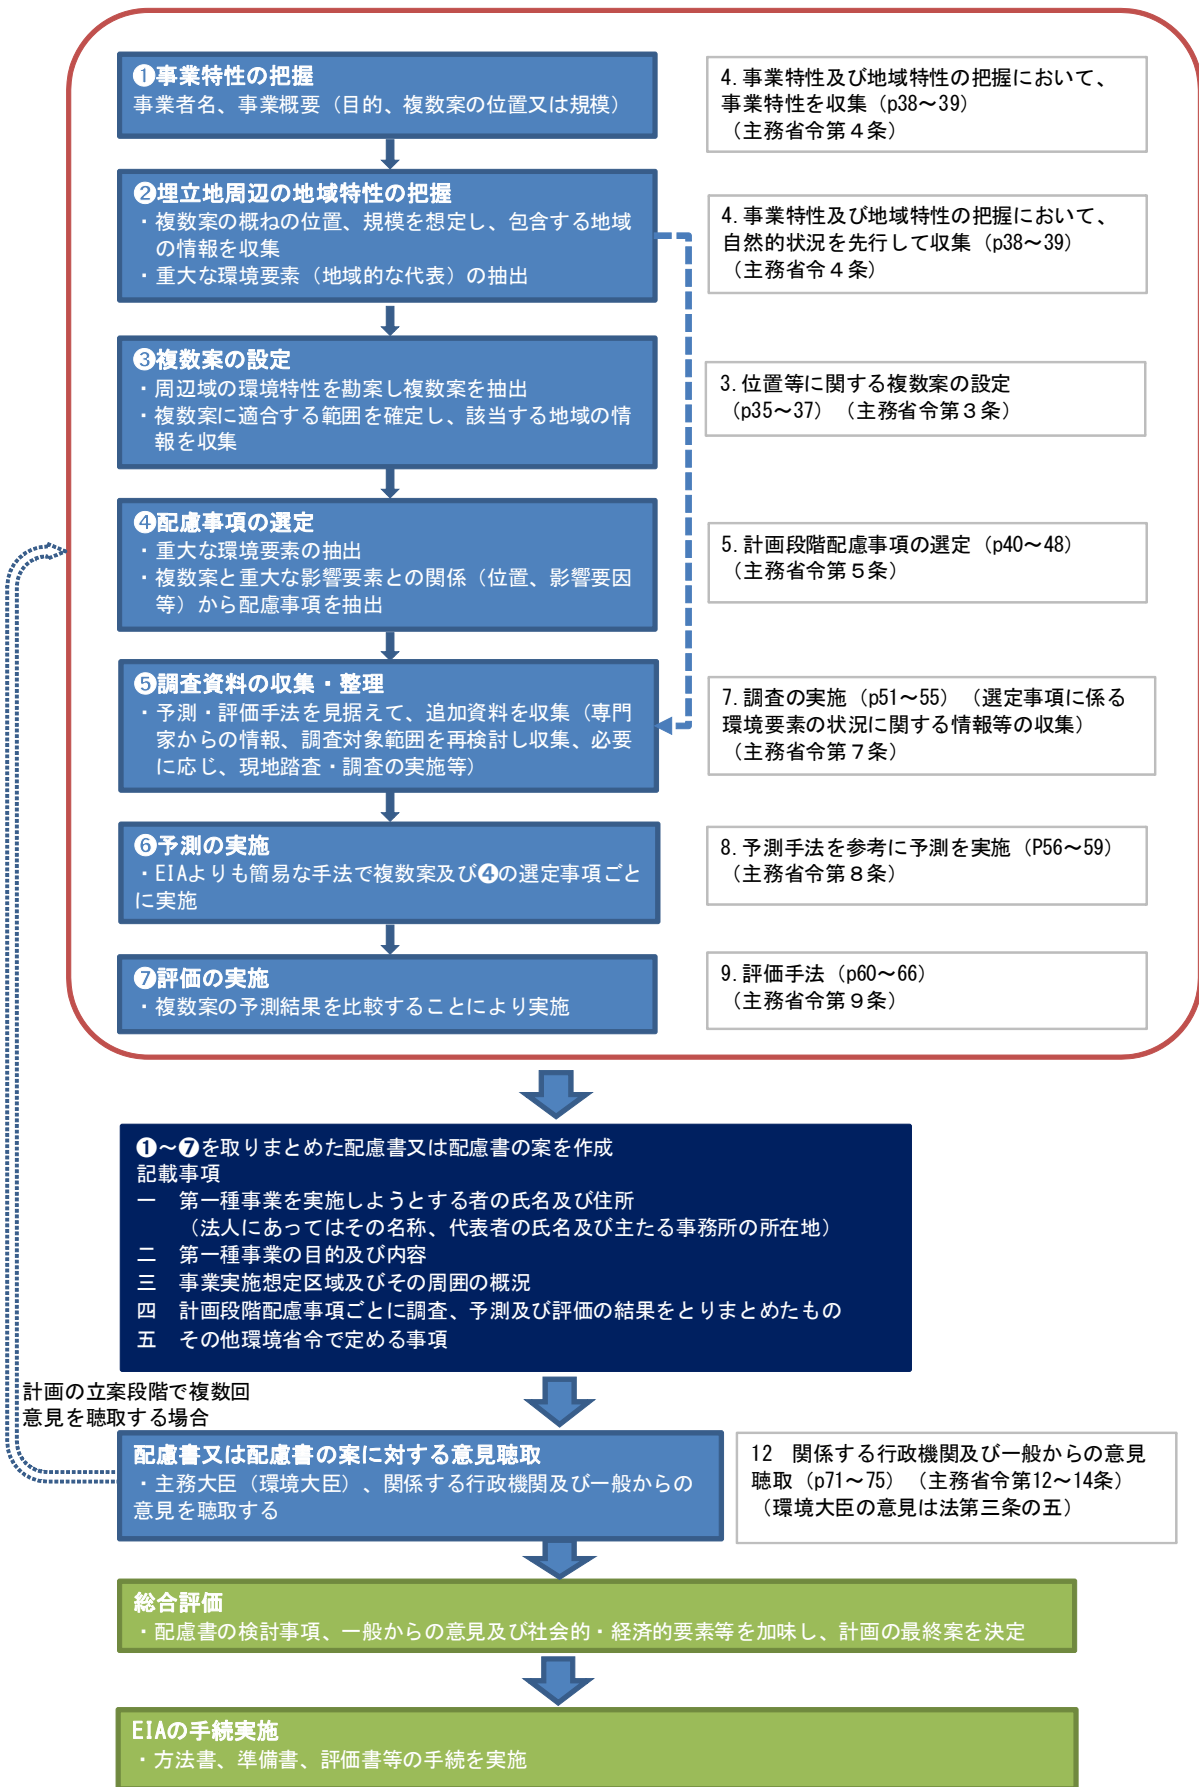 ❶事業特性の把握
事業者名、事業概要（目的、複数案の位置又は規模）
4.事業特性及び地域特性の把握において、
事業特性を収集（p38～39）
（主務省令第４条）
❷埋立地周辺の地域特性の把握
・複数案の概ねの位置、規模を想定し、包含する地域
の情報を収集
・重大な環境要素（地域的な代表）の抽出
4.事業特性及び地域特性の把握において、
自然的状況を先行して収集（p38～39）
（主務省令４条）
❸複数案の設定
・周辺域の環境特性を勘案し複数案を抽出
・複数案に適合する範囲を確定し、該当する地域の情
報を収集
3.位置等に関する複数案の設定
（p35～37）（主務省令第３条）
❹配慮事項の選定
・重大な環境要素の抽出
・複数案と重大な影響要素との関係（位置、影響要因
等）から配慮事項を抽出
5.計画段階配慮事項の選定（p40～48）
（主務省令第５条）
❺調査資料の収集・整理
・予測・評価手法を見据えて、追加資料を収集（専門
家からの情報、調査対象範囲を再検討し収集、必要
に応じ、現地踏査・調査の実施等）
7.調査の実施（p51～55）（選定事項に係る
環境要素の状況に関する情報等の収集）
（主務省令第７条）
❻予測の実施
・EIAよりも簡易な手法で複数案及び❹の選定事項ごと
に実施
8.予測手法を参考に予測を実施（P56～59）
（主務省令第８条）
❼評価の実施
・複数案の予測結果を比較することにより実施
9.評価手法（p60～66）
（主務省令第９条）
❶～❼を取りまとめた配慮書又は配慮書の案を作成
記載事項
一　第一種事業を実施しようとする者の氏名及び住所
（法人にあってはその名称、代表者の氏名及び主たる事務所の所在地）
二　第一種事業の目的及び内容
三　事業実施想定区域及びその周囲の概況
四　計画段階配慮事項ごとに調査、予測及び評価の結果をとりまとめたもの
五　その他環境省令で定める事項
計画の立案段階で複数回
意見を聴取する場合
配慮書又は配慮書の案に対する意見聴取
・主務大臣（環境大臣）、関係する行政機関及び一般からの
意見を聴取する
12　関係する行政機関及び一般からの意見
聴取（p71～75）（主務省令第12～14条）
（環境大臣の意見は法第三条の五）
総合評価
・配慮書の検討事項、一般からの意見及び社会的・経済的要素等を加味し、計画の最終案を決定
EIAの手続実施
・方法書、準備書、評価書等の手続を実施